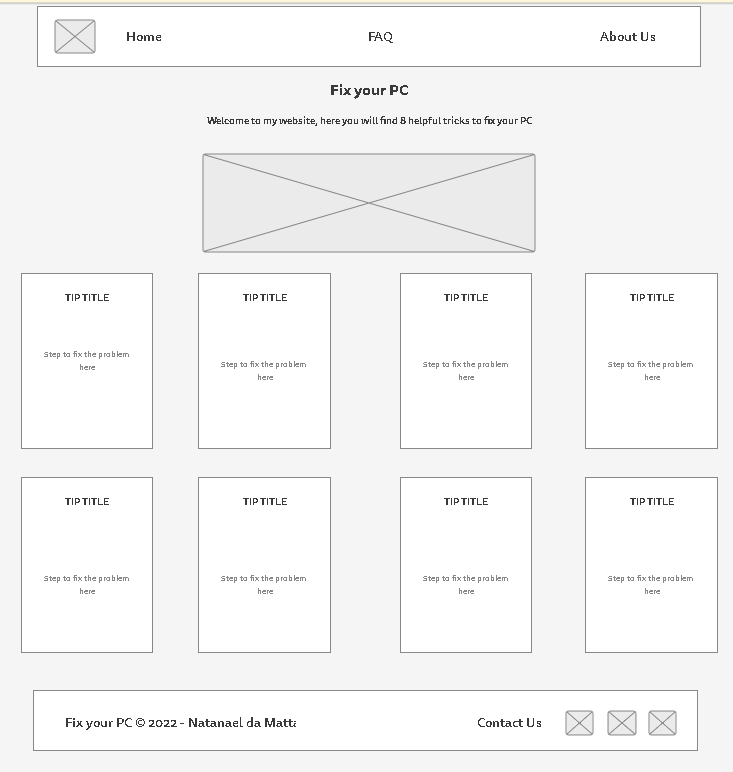 Home FAQ About Us
Fix your PC
Welcome to my website, here you will find 8 helpful tricks to fix your PC
TIP TITLE
Step to fix the problem
here
TIP TITLE
Step to fix the problem
here
TIP TITLE
Step to fix the problem
here
TIP TITLE
Step to fix the problem
here
TIP TITLE
Step to fix the problem
here
TIP TITLE
Step to fix the problem
here
TIP TITLE
Step to fix the problem
here
TIP TITLE
Step to fix the problem
here
Fix your PC © 2022 - Natanael da Matta
Contact Us